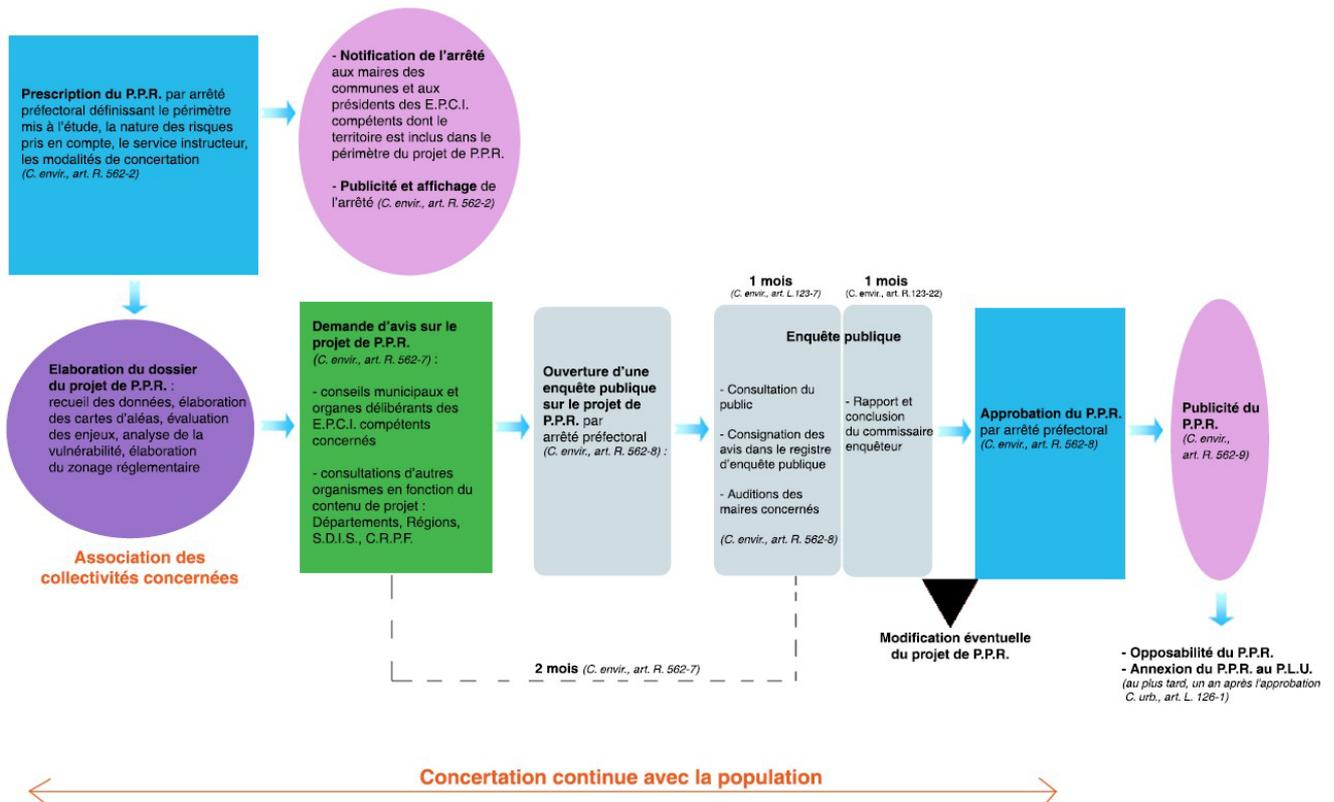 Prescription du P.P.R. par arrêté
préfectoral définissant le périmètre
mis à l'étude, la nature des risques
pris en compte, le service instructeur,
les modalités de concertation
(C. envir., art. R. 562-2)
- Notification de l'arrêté
aux maires des
communes et aux
présidents des E.P.C.I.
compétents dont le
territoire est inclus dans le
périmètre du projet de P.P.R.
- Publicité et affichage de
l'arrêté (C. envir., art. R. 562-2)
Elaboration du dossier
du projet de P.P.R. :
recueil des données, élaboration
des cartes d'aléas, évaluation
des enjeux, analyse de la
vulnérabilité, élaboration
du zonage réglementaire
Association des
collectivités concernées
Demande d'avis sur le
projet de P.P.R.
(C. envir., art. R. 562-7) :
- conseils municipaux et
organes délibérants des
E.P.C.I. compétents
concernés
- consultations d'autres
organismes en fonction du
contenu de projet :
Départements, Régions,
S.D.I.S., C.R.P.F.
Ouverture d'une
enquête publique
sur le projet de
P.P.R. par
arrêté préfectoral
(C. envir., art. R. 562-8) :
1 mois
(C. envir., art. L.123-7)
1 mois
(C. envir., art. R.123-22)
Enquête publique
- Consultation du
public
- Consignation des
avis dans le registre
d'enquête publique
- Auditions des
maires concernés
(C. envir., art. R. 562-8)
- Rapport et
conclusion
du commissaire
enquêteur
Approbation du P.P.R.
par arrêté préfectoral
(C. envir., art. R. 562-8)
Publicité du
P.P.R.
(C. envir.,
art. R. 562-9)
Modification éventuelle
du projet de P.P.R.
- Opposabilité du P.P.R.
- Annexion du P.P.R. au P.L.U.
(au plus tard, un an après l'approbation
C. urb., art. L. 126-1)
2 mois (C. envir., art. R. 562-7)
Concertation continue avec la population